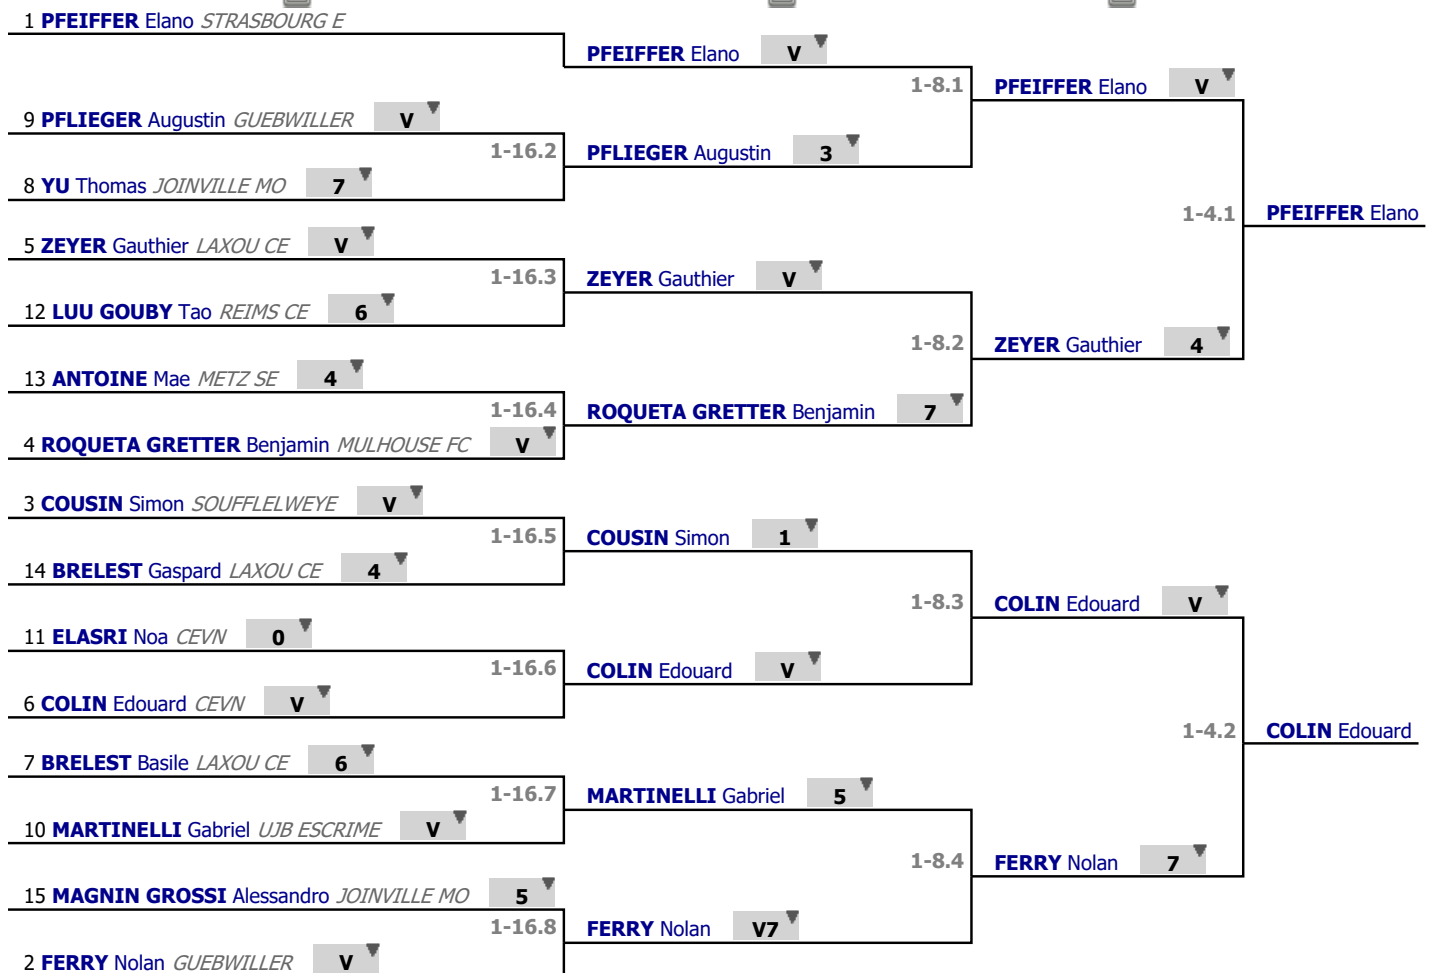 1 PFEIFFER Elano STRASBOURG E
PFEIFFER Elano V
1-8.1
PFEIFFER Elano V
9 PFLIEGER Augustin GUEBWILLER V
1-16.2
PFLIEGER Augustin 3
8 YU Thomas JOINVILLE MO 7
1-4.1
PFEIFFER Elano
5 ZEYER Gauthier LAXOU CE V
1-16.3
ZEYER Gauthier V
12 LUU GOUBY Tao REIMS CE 6
1-8.2
ZEYER Gauthier 4
13 ANTOINE Mae METZ SE 4
1-16.4
ROQUETA GRETTER Benjamin 7
4 ROQUETA GRETTER Benjamin MULHOUSE FC V
3 COUSIN Simon SOUFFLELWEYE V
1-16.5
COUSIN Simon 1
14 BRELEST Gaspard LAXOU CE 4
1-8.3
COLIN Edouard V
11 ELASRI Noa CEVN 0
1-16.6
COLIN Edouard V
6 COLIN Edouard CEVN V
1-4.2
COLIN Edouard
7 BRELEST Basile LAXOU CE 6
1-16.7
MARTINELLI Gabriel 5
10 MARTINELLI Gabriel UJB ESCRIME V
1-8.4
FERRY Nolan 7
15 MAGNIN GROSSI Alessandro JOINVILLE MO 5
1-16.8
FERRY Nolan V7
2 FERRY Nolan GUEBWILLER V